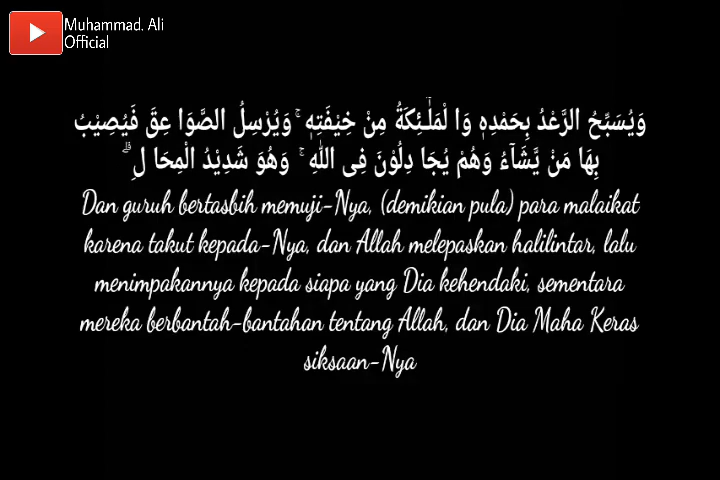 Muhammad. Ali
Official
وَيُسَبِّحُ الرَّعْدُ بِحَمْدِهٖ وَا لْمَلٰٓئِكَةُ مِنْ خِيْفَتِهٖ ۚ وَيُرْسِلُ الصَّوَا عِقَ فَيُصِيْبُ
بِهَا مَنْ يَّشَآءُ وَهُمْ يُجَا دِلُوْنَ فِى اللّٰهِ ۚ وَهُوَ شَدِيْدُ الْمِحَا لِ ۗ
Dan guruh bertasbih memuji-Nya, (demikian pula) para malaikat
karena takut kepada-Nya, dan Allah melepaskan halilintar, lalu
menimpakannya kepada siapa yang Dia kehendaki, sementara
mereka berbantah-bantahan tentang Allah, dan Dia Maha Keras
siksaan-Nya